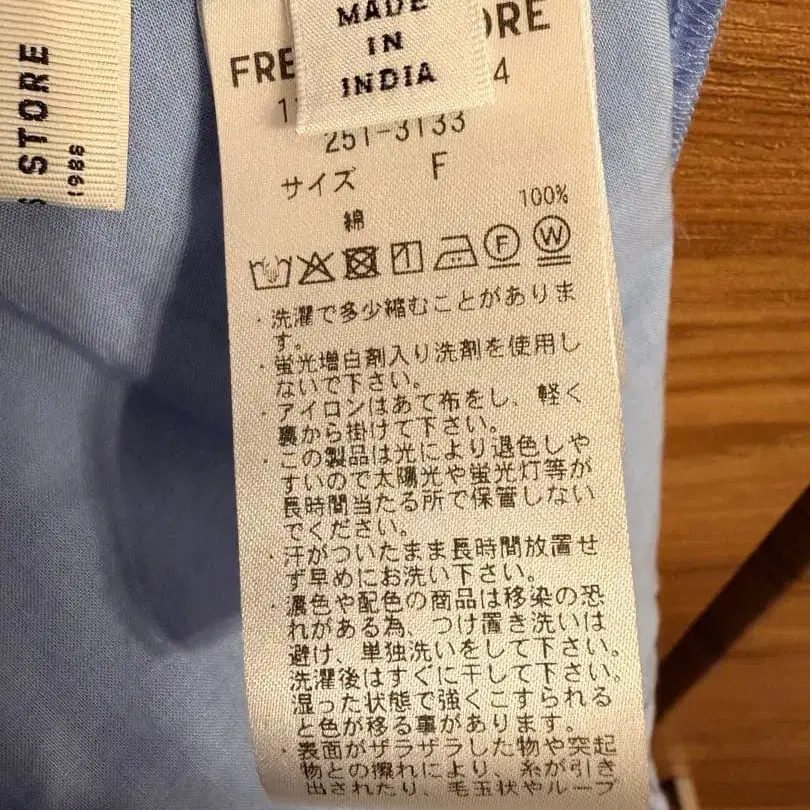 STORE
1986
MADE
IN
INDIA
FRE
ORE
4
251-3133
サイズ F
綿 100%
F W
・洗濯で多少縮むことがありま
す。
・蛍光増白剤入り洗剤を使用し
ないで下さい。
・アイロンはあて布をし、軽く
裏から掛けて下さい。
・この製品は光により退色しや
すいので太陽光や蛍光灯等が
長時間当たる所で保管しない
でください。
・汗がついたまま長時間放置せ
ず早めにお洗い下さい。
・濃色や配色の商品は移染の恐
れがある為、つけ置き洗いは
避け、単独洗いをして下さい。
洗濯後はすぐに干して下さい。
湿った状態で強くこすられる
と色が移る事があります。
・表面がザラザラした物や突起
物との擦れにより、糸が引き
出されたり、毛玉状やループ